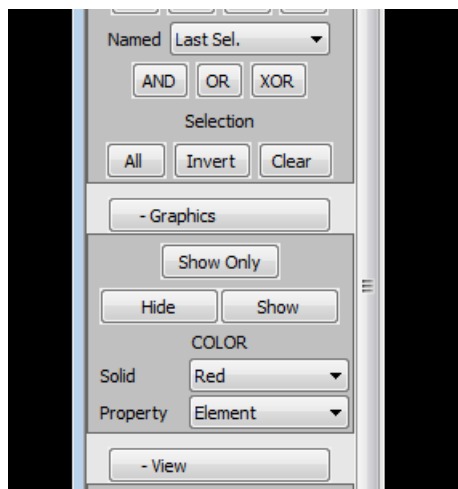 Named Last Sel.
AND OR XOR
Selection
All Invert Clear
- Graphics
Show Only
Hide Show
COLOR
Solid Red
Property Element
- View